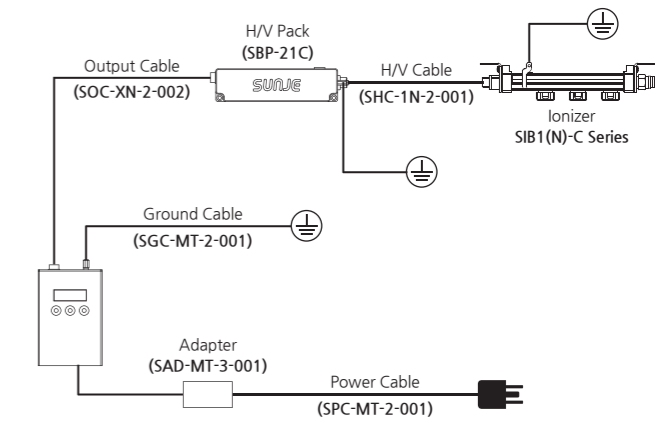 H/V Pack
(SBP-21C)
Output Cable
(SOC-XN-2-002)
SUNJE
H/V Cable
(SHC-1N-2-001)
Ionizer
SIB1(N)-C Series
Ground Cable
(SGC-MT-2-001)
Adapter
(SAD-MT-3-001)
Power Cable
(SPC-MT-2-001)